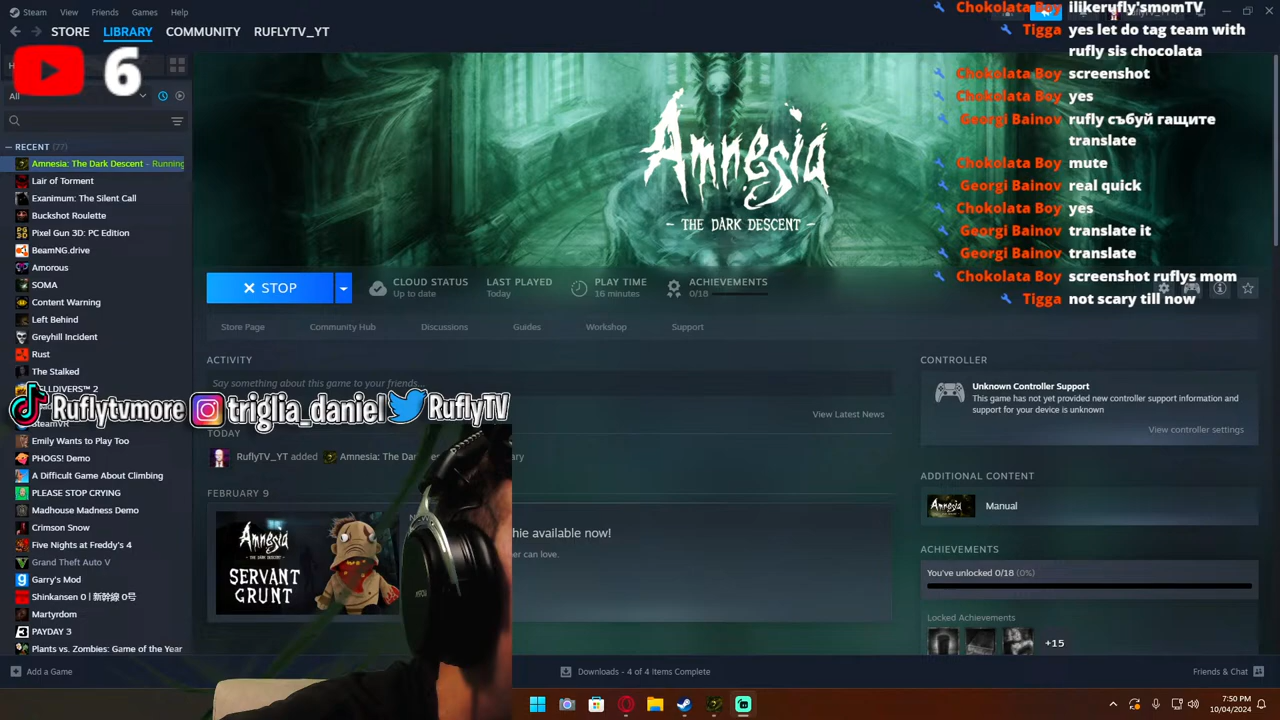 Steam View Friends Games Help
STORE LIBRARY COMMUNITY RUFLYTV_YT
6
All
RECENT (77)
Amnesia: The Dark Descent - Running
Lair of Torment
Exanimum: The Silent Call
Buckshot Roulette
Pixel Gun 3D: PC Edition
BeamNG.drive
Amorous
SOMA
Content Warning
Left Behind
Greyhill Incident
Rust
The Stalked
HELLDIVERS™ 2
SteamVR
Emily Wants to Play Too
PHOGS! Demo
A Difficult Game About Climbing
PLEASE STOP CRYING
Madhouse Madness Demo
Crimson Snow
Five Nights at Freddy's 4
Grand Theft Auto V
Garry's Mod
Shinkansen 0 | 新幹線 0号
Martyrdom
PAYDAY 3
Plants vs. Zombies: Game of the Year
Add a Game
Amnesia
- THE DARK DESCENT -
STOP
CLOUD STATUS
Up to date
LAST PLAYED
Today
PLAY TIME
16 minutes
ACHIEVEMENTS
0/18
Store Page Community Hub Discussions Guides Workshop Support
ACTIVITY
Say something about this game to your friends...
View Latest News
TODAY
RuflyTV_YT added Amnesia: The Dar
FEBRUARY 9
Amnesia
THE DARK DESCENT
SERVANT
GRUNT
hie available now!
er can love.
Ruflytvmore triglia_daniel RuflyTV
Chokolata Boy ilikerufly'smomTV
Tigga yes let do tag team with
rufly sis chocolata
Chokolata Boy screenshot
Chokolata Boy yes
Georgi Bainov rufly събуй гащите
translate
Chokolata Boy mute
Georgi Bainov real quick
Chokolata Boy yes
Georgi Bainov translate it
Georgi Bainov translate
Chokolata Boy screenshot ruflys mom
Tigga not scary till now
CONTROLLER
Unknown Controller Support
This game has not yet provided new controller support information and
support for your device is unknown
View controller settings
ADDITIONAL CONTENT
Manual
ACHIEVEMENTS
You've unlocked 0/18 (0%)
Locked Achievements
+15
Downloads - 4 of 4 Items Complete
Friends & Chat
7:50 PM
10/04/2024